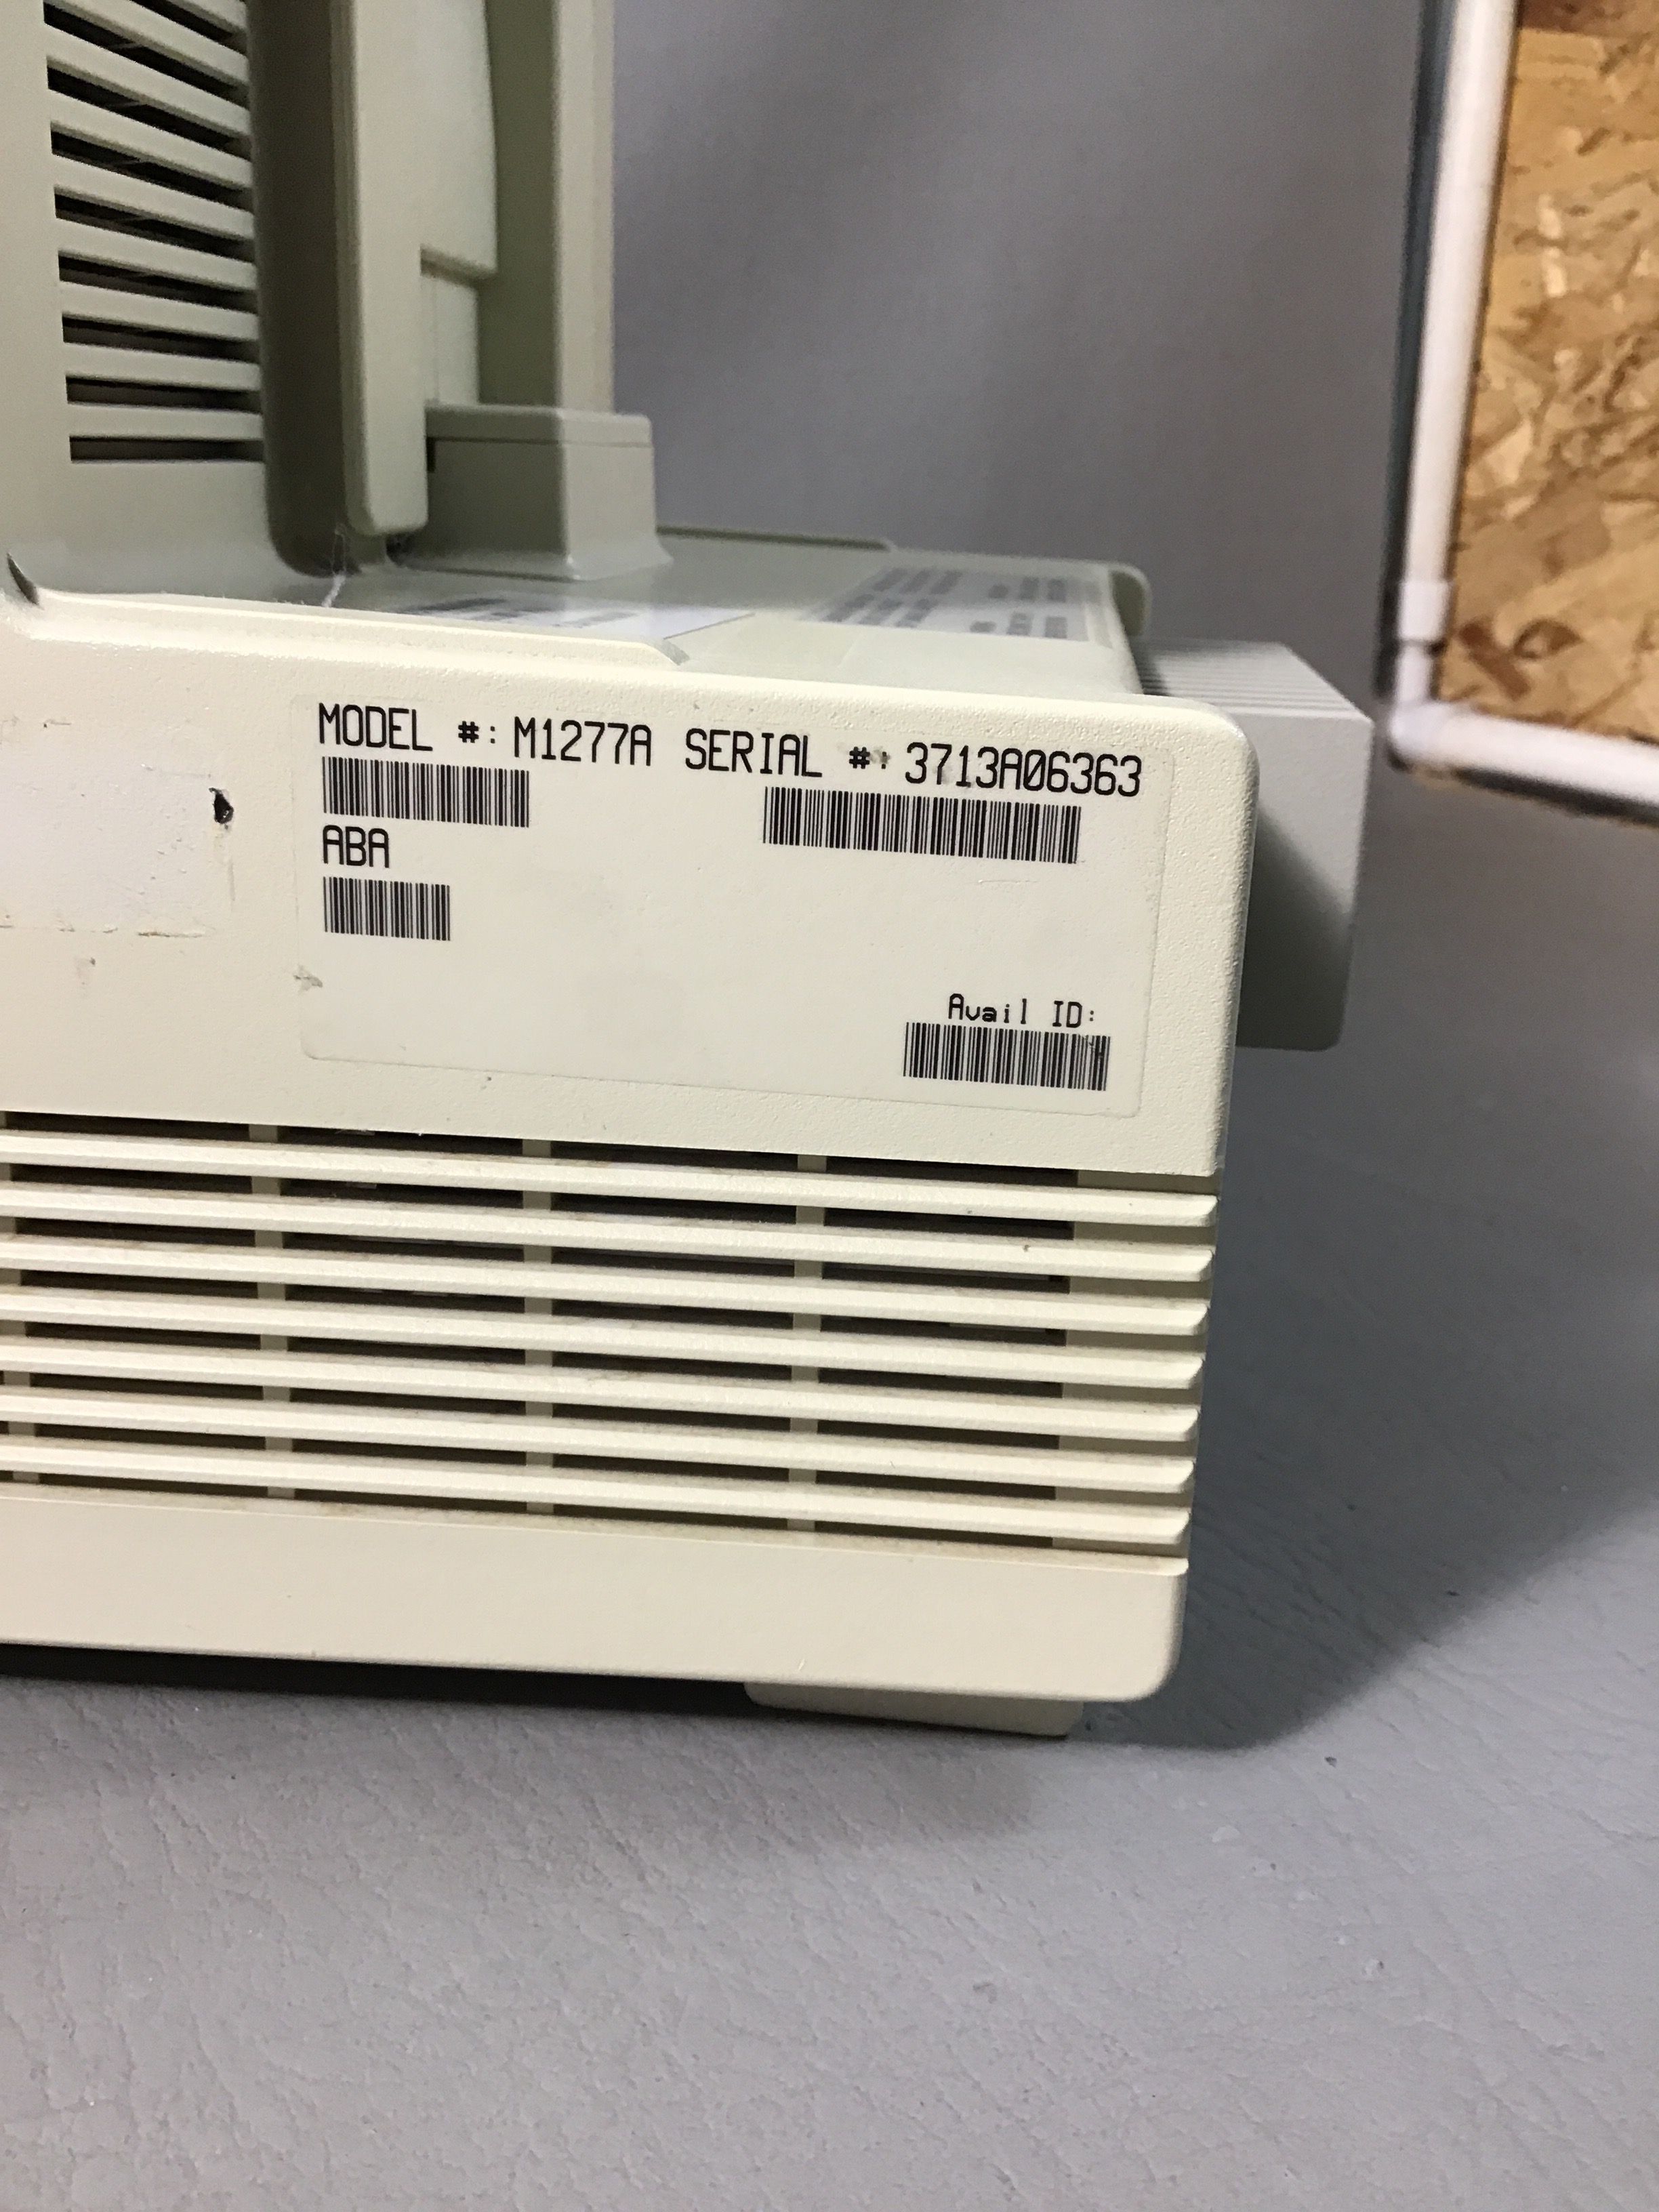 MODEL #: M1277A SERIAL #: 3713A06363
ABA
Avail ID: